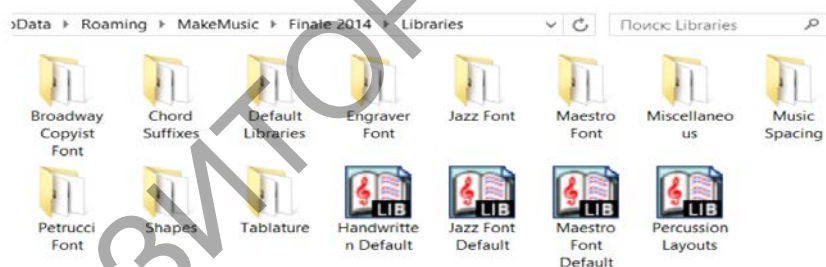 ›Data ▸ Roaming ▸ MakeMusic ▸ Finale 2014 ▸ Libraries
Поиск: Libraries
Broadway Copyist Font
Chord Suffixes
Default Libraries
Engraver Font
Jazz Font
Maestro Font
Miscellaneo us
Music Spacing
Petrucci Font
Shapes
Tablature
Handwritte n Default
Jazz Font Default
Maestro Font Default
Percussion Layouts
LIB
LIB
LIB
LIB
ЗИТОР